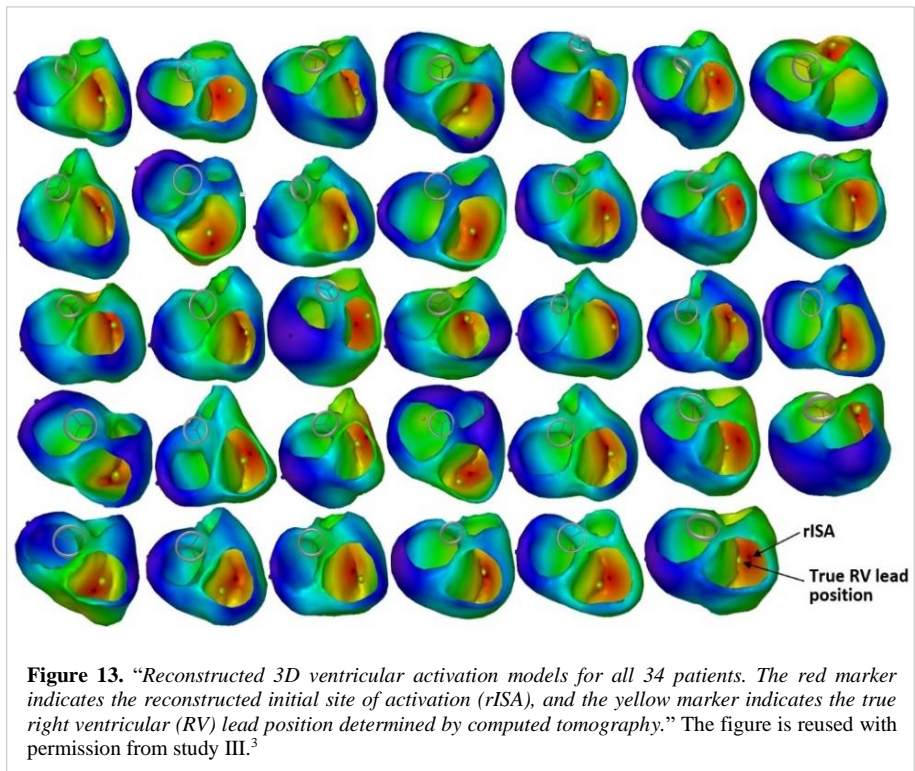 rISA
True RV lead
position
Figure 13. “Reconstructed 3D ventricular activation models for all 34 patients. The red marker
indicates the reconstructed initial site of activation (rISA), and the yellow marker indicates the true
right ventricular (RV) lead position determined by computed tomography.” The figure is reused with
permission from study III.³